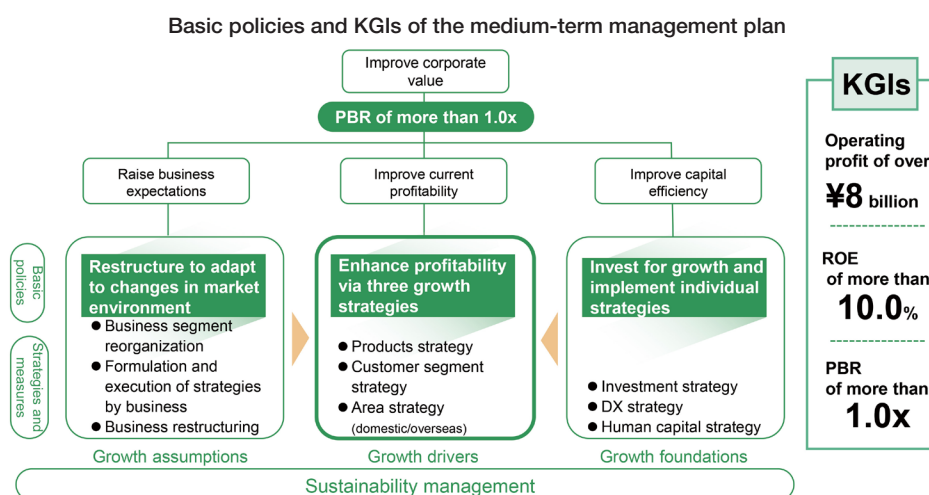 Basic policies and KGIs of the medium-term management plan
Improve corporate
value
PBR of more than 1.0x
Raise business
expectations
Improve current
profitability
Improve capital
efficiency
Basic
policies
Strategies and
measures
Restructure to adapt
to changes in market
environment
● Business segment
reorganization
● Formulation and
execution of strategies
by business
● Business restructuring
Growth assumptions
Enhance profitability
via three growth
strategies
● Products strategy
● Customer segment
strategy
● Area strategy
(domestic/overseas)
Growth drivers
Invest for growth and
implement individual
strategies
● Investment strategy
● DX strategy
● Human capital strategy
Growth foundations
Sustainability management
KGIs
Operating
profit of over
¥8 billion
ROE
of more than
10.0%
PBR
of more than
1.0x